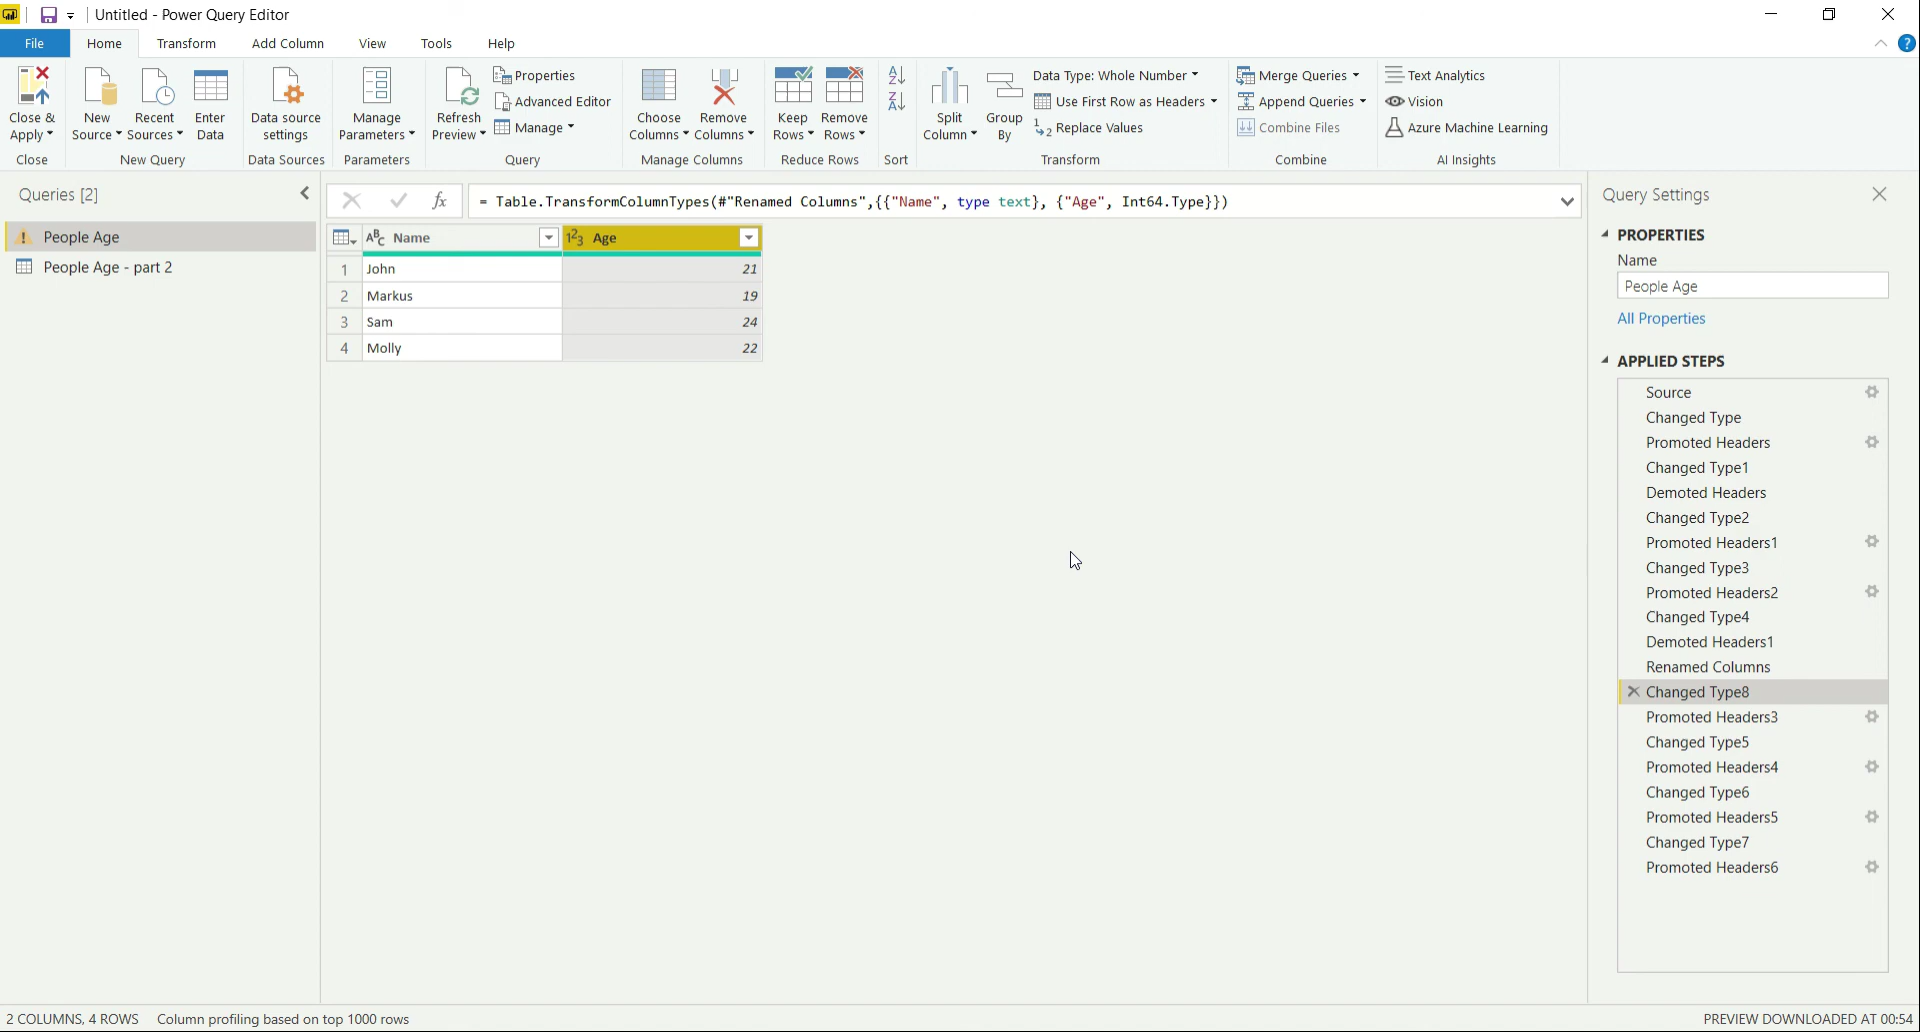 Untitled - Power Query Editor
File Home Transform Add Column View Tools Help
Close & Apply
New Source
Recent Sources
Enter Data
Data source settings
Manage Parameters
Refresh Preview
Properties
Advanced Editor
Manage
Choose Columns
Remove Columns
Keep Rows
Remove Rows
Split Column
Group By
Data Type: Whole Number
Use First Row as Headers
Replace Values
Merge Queries
Append Queries
Combine Files
Text Analytics
Vision
Azure Machine Learning
Close New Query Data Sources Parameters Query Manage Columns Reduce Rows Sort Transform Combine AI Insights
Queries [2]
People Age
People Age - part 2
fx = Table.TransformColumnTypes(#"Renamed Columns",{{"Name", type text}, {"Age", Int64.Type}})
ABC Name 123 Age
1 John 21
2 Markus 19
3 Sam 24
4 Molly 22
Query Settings
PROPERTIES
Name
People Age
All Properties
APPLIED STEPS
Source
Changed Type
Promoted Headers
Changed Type1
Demoted Headers
Changed Type2
Promoted Headers1
Changed Type3
Promoted Headers2
Changed Type4
Demoted Headers1
Renamed Columns
Changed Type8
Promoted Headers3
Changed Type5
Promoted Headers4
Changed Type6
Promoted Headers5
Changed Type7
Promoted Headers6
2 COLUMNS, 4 ROWS Column profiling based on top 1000 rows PREVIEW DOWNLOADED AT 00:54